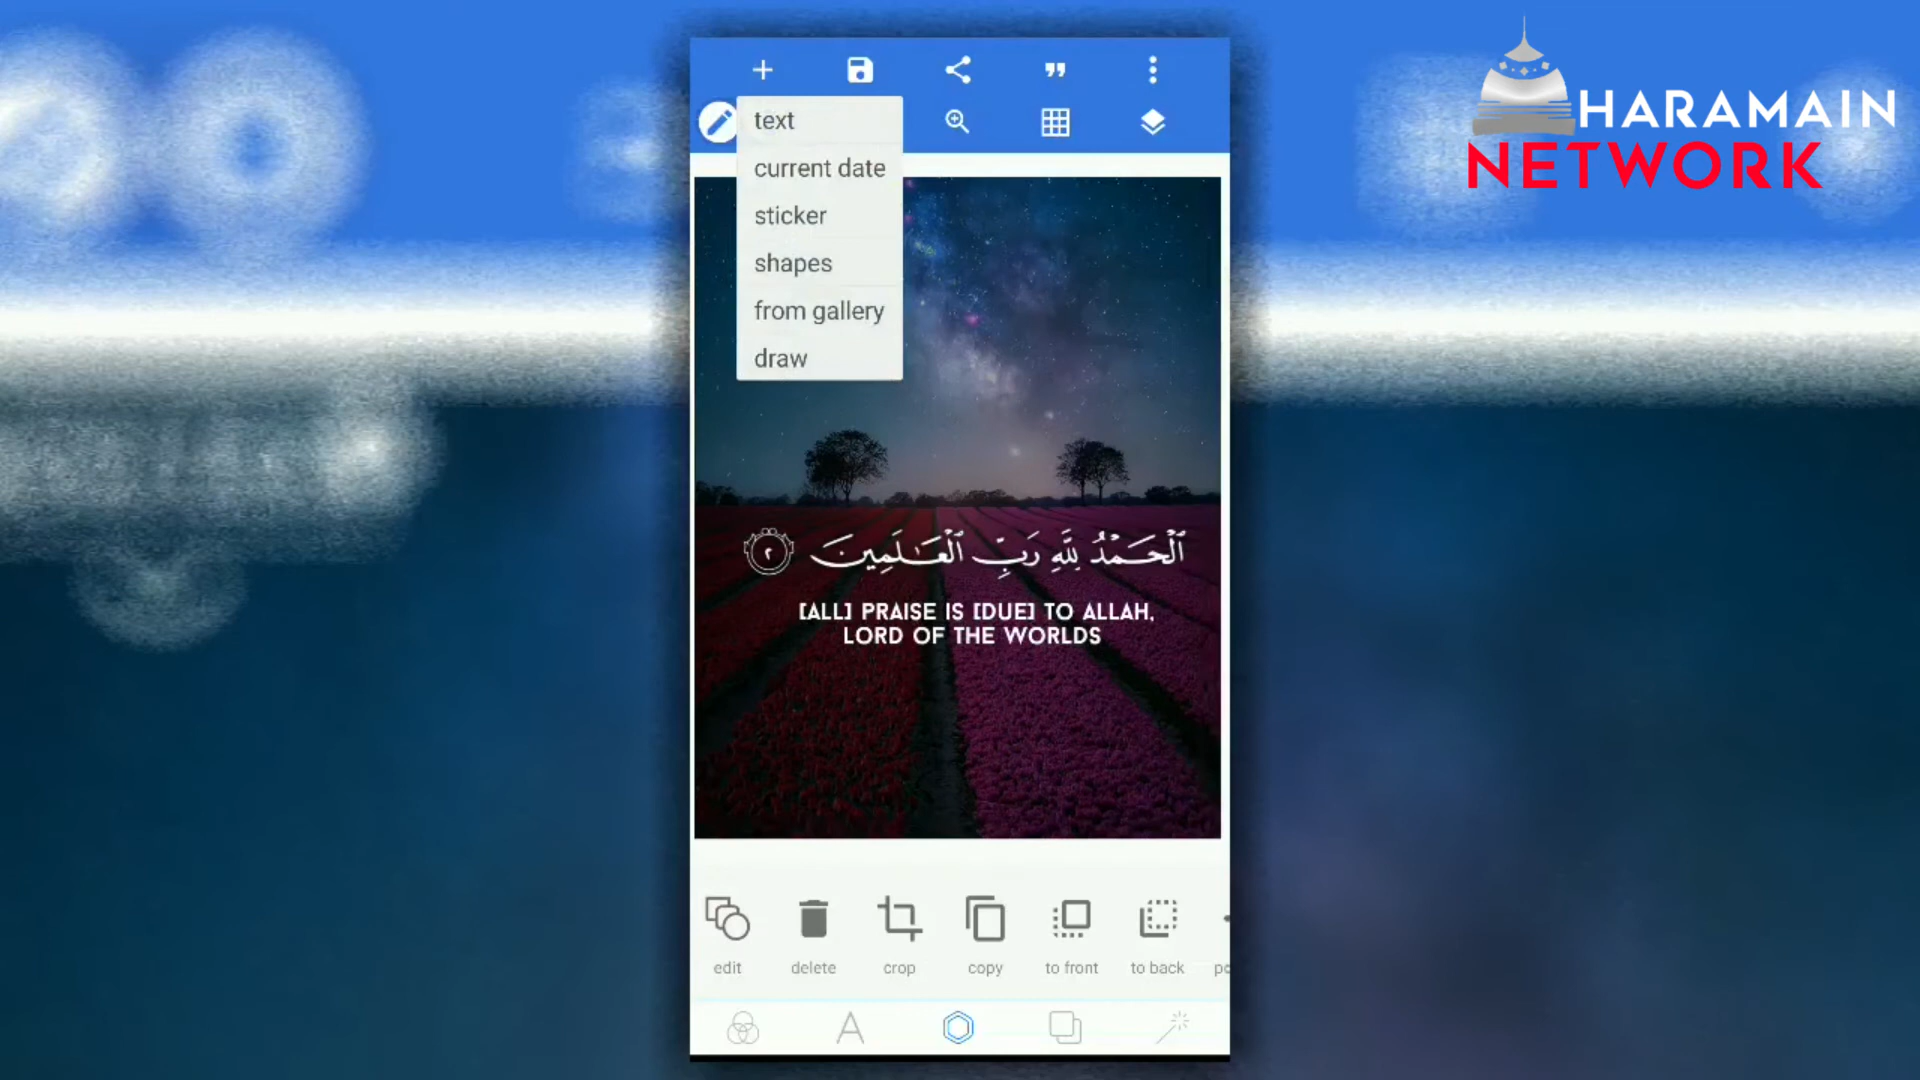 HARAMAIN
NETWORK
text
current date
sticker
shapes
from gallery
draw
ٱلْحَمْدُ لِلَّهِ رَبِّ ٱلْعَـٰلَمِينَ ٢
[ALL] PRAISE IS [DUE] TO ALLAH,
LORD OF THE WORLDS
edit
delete
crop
copy
to front
to back
po